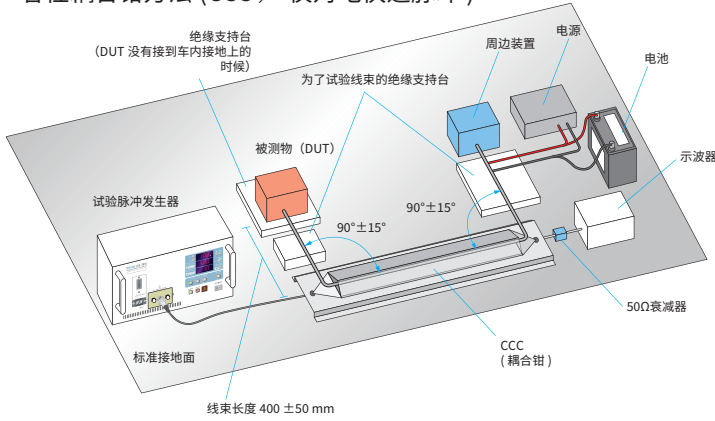 绝缘支持台
（DUT 没有接到车内接地上的
时候）
为了试验线束的绝缘支持台
周边装置
电源
电池
被测物（DUT）
示波器
试验脉冲发生器
90°±15°
90°±15°
50Ω衰减器
标准接地面
CCC
( 耦合钳 )
线束长度 400 ±50 mm